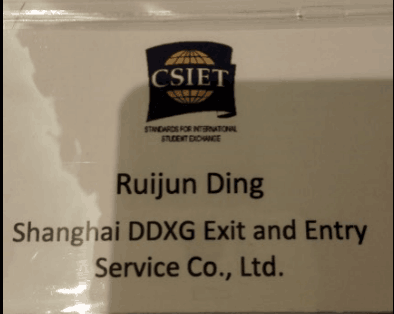 CSIET
STANDARDS FOR INTERNATIONAL
STUDENT EXCHANGE
Ruijun Ding
Shanghai DDXG Exit and Entry
Service Co., Ltd.